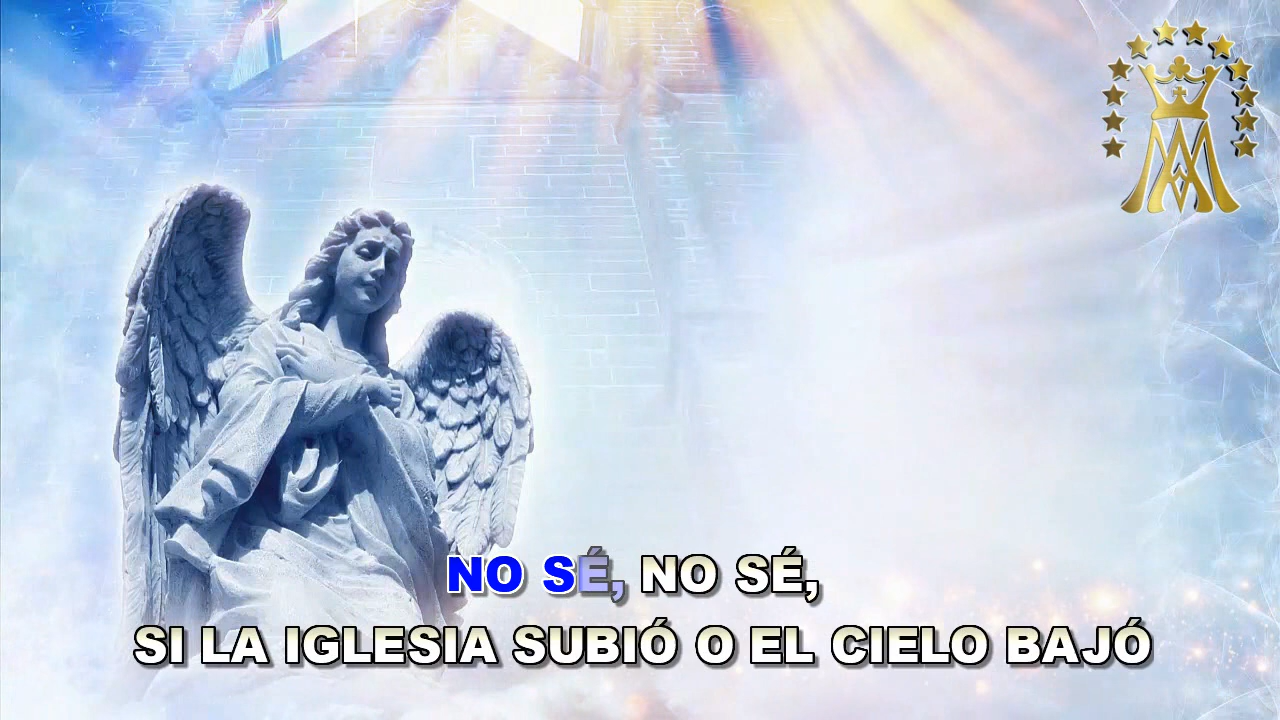 NO SÉ, NO SÉ,
SI LA IGLESIA SUBIÓ O EL CIELO BAJÓ